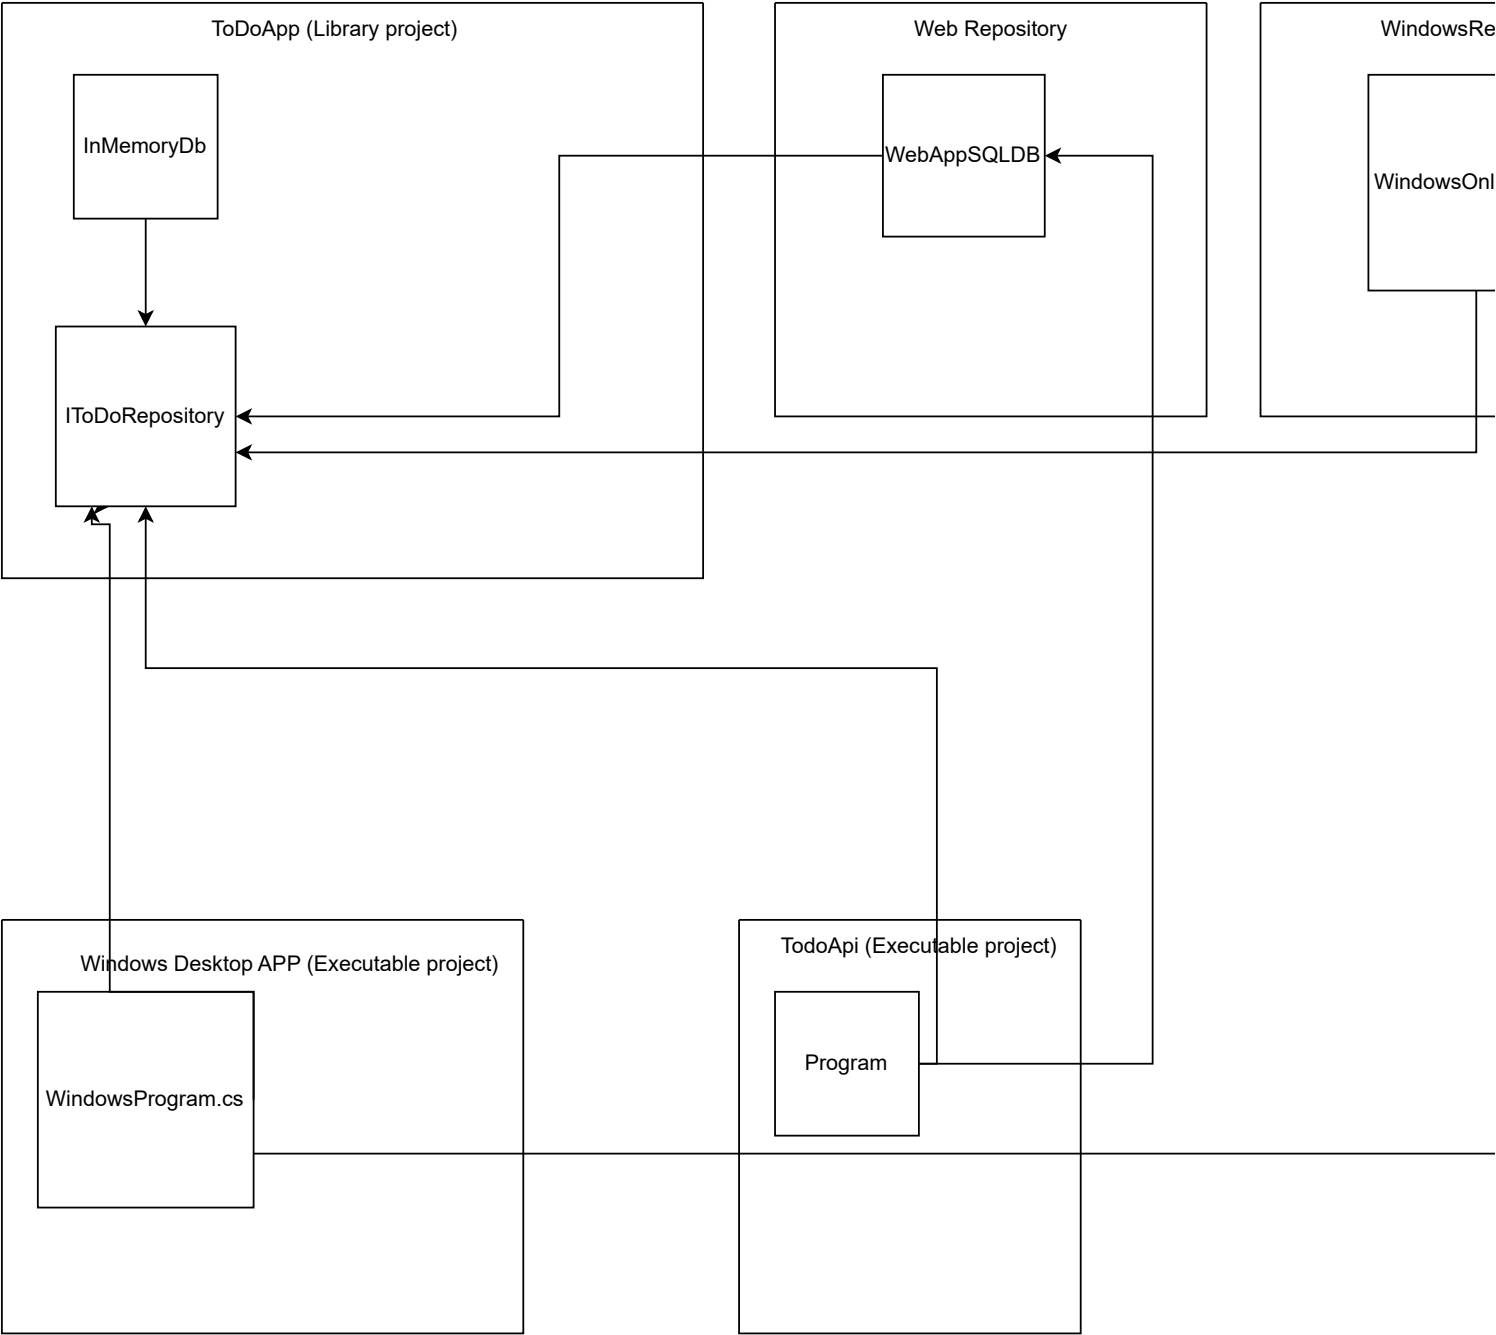 ToDoApp (Library project)
Web Repository
WindowsRe
InMemoryDb
WebAppSQLDB
WindowsOnl
IToDoRepository
Windows Desktop APP (Executable project)
TodoApi (Executable project)
WindowsProgram.cs
Program